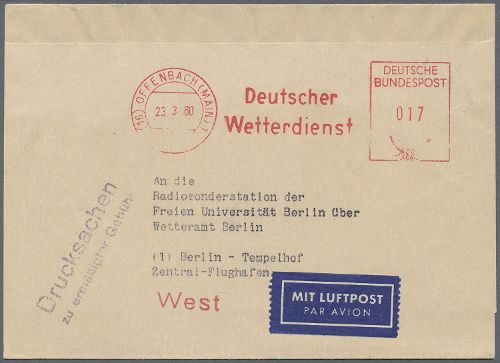 (16) OFFENBACH (MAIN) 1
23.3.60
Deutscher
Wetterdienst
DEUTSCHE
BUNDESPOST
017
An die
Radiosonderstation der
Freien Universität Berlin über
Wetteramt Berlin
(1) Berlin - Tempelhof
Zentral-Flughafen
Drucksachen
zu ermäßigter Gebühr
West
MIT LUFTPOST
PAR AVION